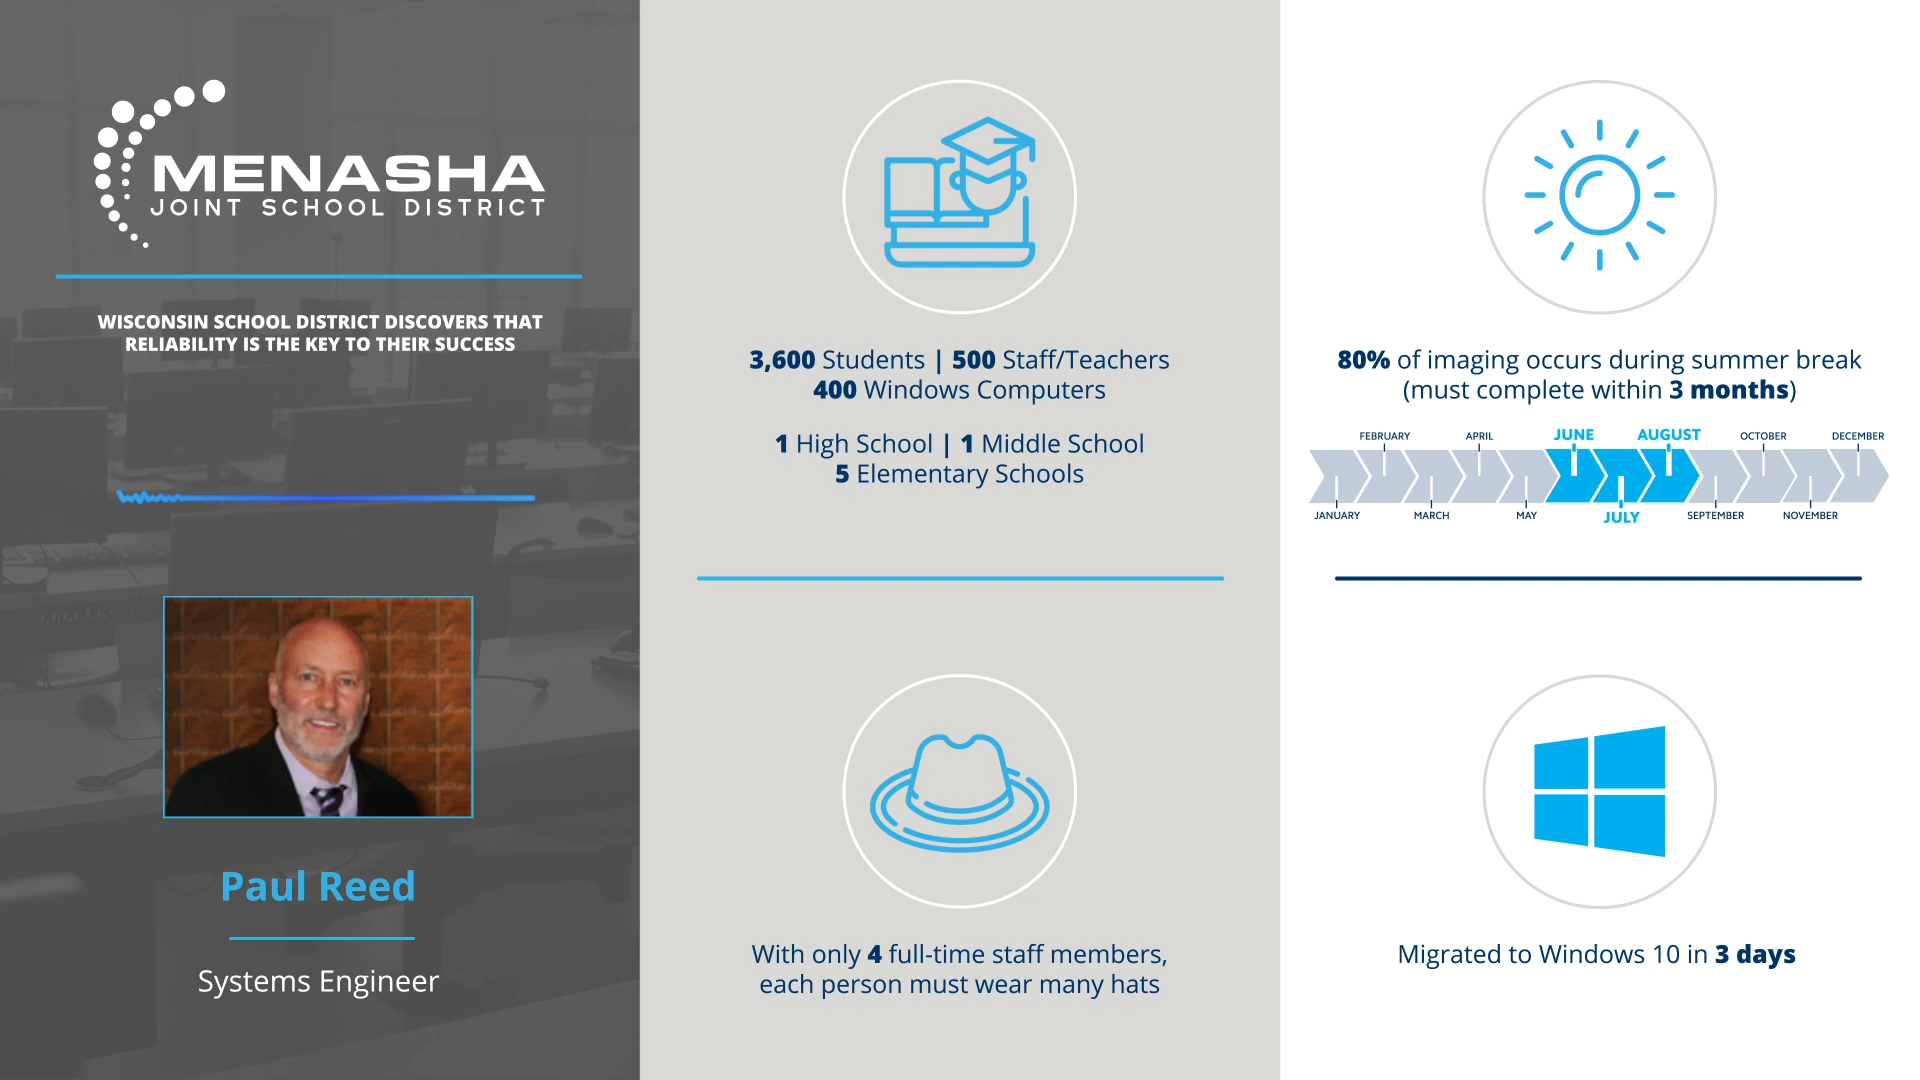 MENASHA
JOINT SCHOOL DISTRICT
WISCONSIN SCHOOL DISTRICT DISCOVERS THAT
RELIABILITY IS THE KEY TO THEIR SUCCESS
Paul Reed
Systems Engineer
3,600 Students | 500 Staff/Teachers
400 Windows Computers
1 High School | 1 Middle School
5 Elementary Schools
With only 4 full-time staff members,
each person must wear many hats
80% of imaging occurs during summer break
(must complete within 3 months)
FEBRUARY APRIL JUNE AUGUST OCTOBER DECEMBER
JANUARY MARCH MAY JULY SEPTEMBER NOVEMBER
Migrated to Windows 10 in 3 days